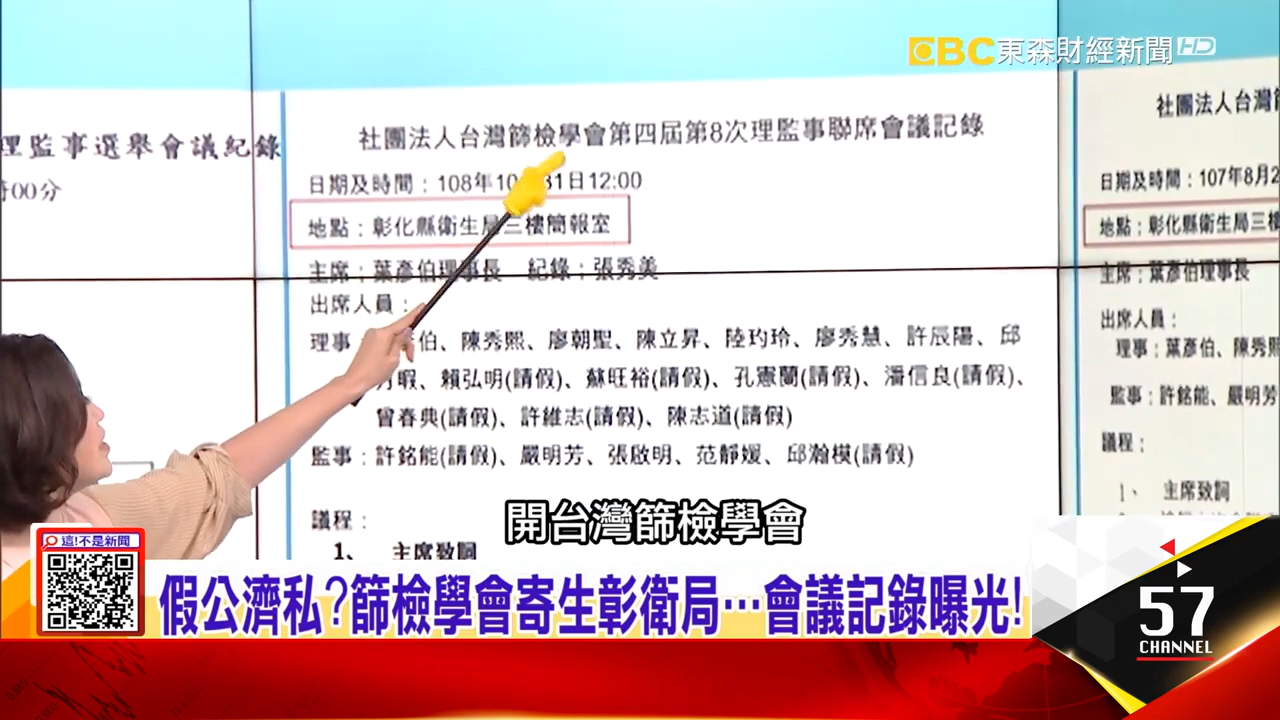 EBC 東森財經新聞 HD
理監事選舉會議紀錄
時00分
社團法人台灣篩檢學會第四屆第8次理監事聯席會議記錄
日期及時間：108年10 31日12:00
地點：彰化縣衛生局三樓簡報室
主席：葉彥伯理事長 紀錄：張秀美
出席人員：
理事 彥伯、陳秀熙、廖朝聖、陳立昇、陸玓玲、廖秀慧、許辰陽、邱
月暇、賴弘明(請假)、蘇旺裕(請假)、孔憲蘭(請假)、潘信良(請假)、
曾春典(請假)、許維志(請假)、陳志道(請假)
監事：許銘能(請假)、嚴明芳、張啟明、范靜媛、邱瀚模(請假)
議程：
1、 主席致詞
社團法人台灣
日期及時間：107年8月2
地點：彰化縣衛生局三樓
主席：葉彥伯理事長
出席人員：
理事：葉彥伯、陳秀熙
監事：許銘能、嚴明芳
議程：
1、 主席致詞
開台灣篩檢學會
這!不是新聞
假公濟私?篩檢學會寄生彰衛局…會議記錄曝光!
57
CHANNEL